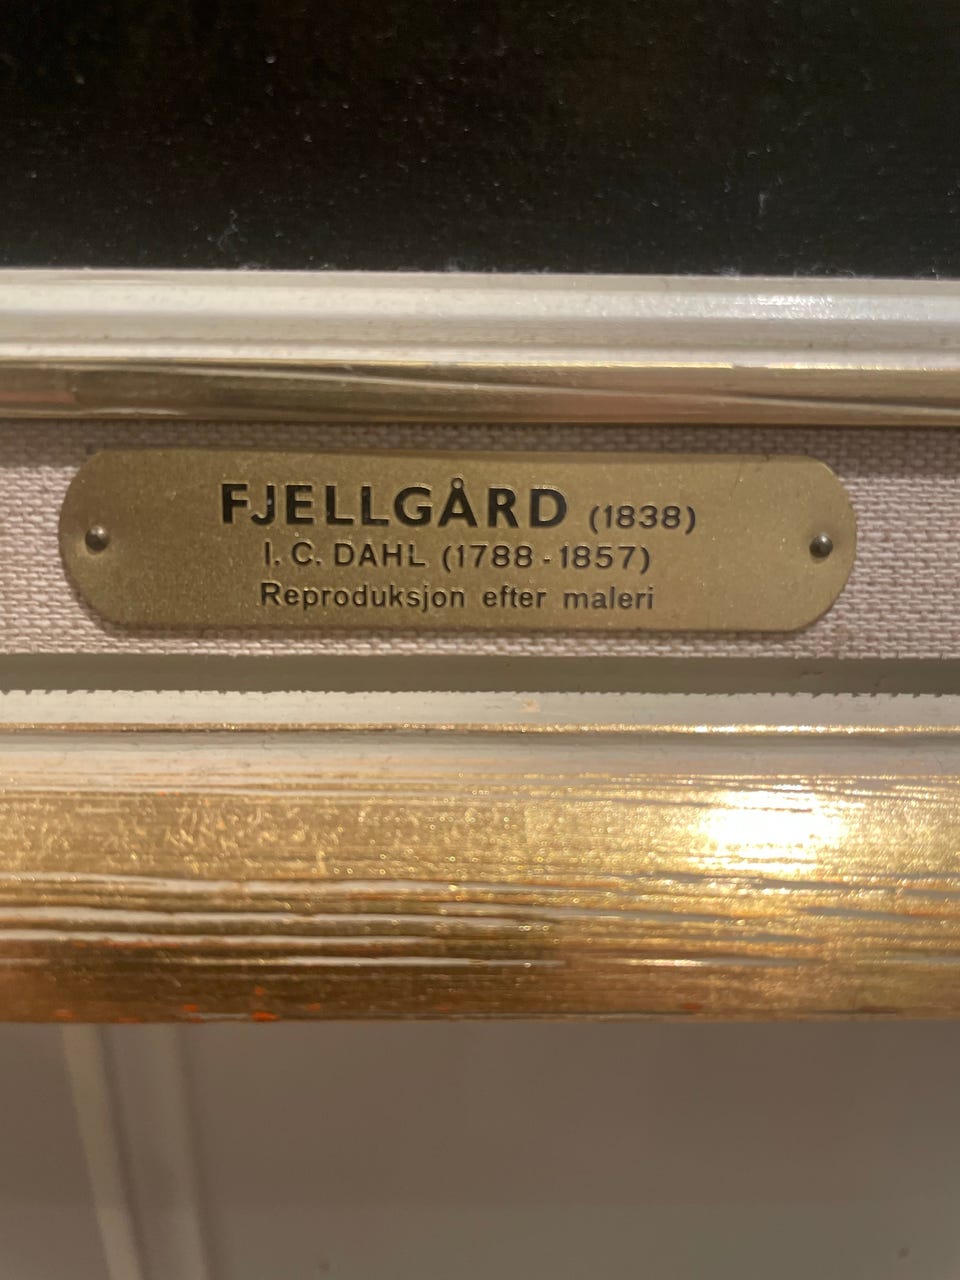 FJELLGÅRD (1838)
I. C. DAHL (1788-1857)
Reproduksjon efter maleri